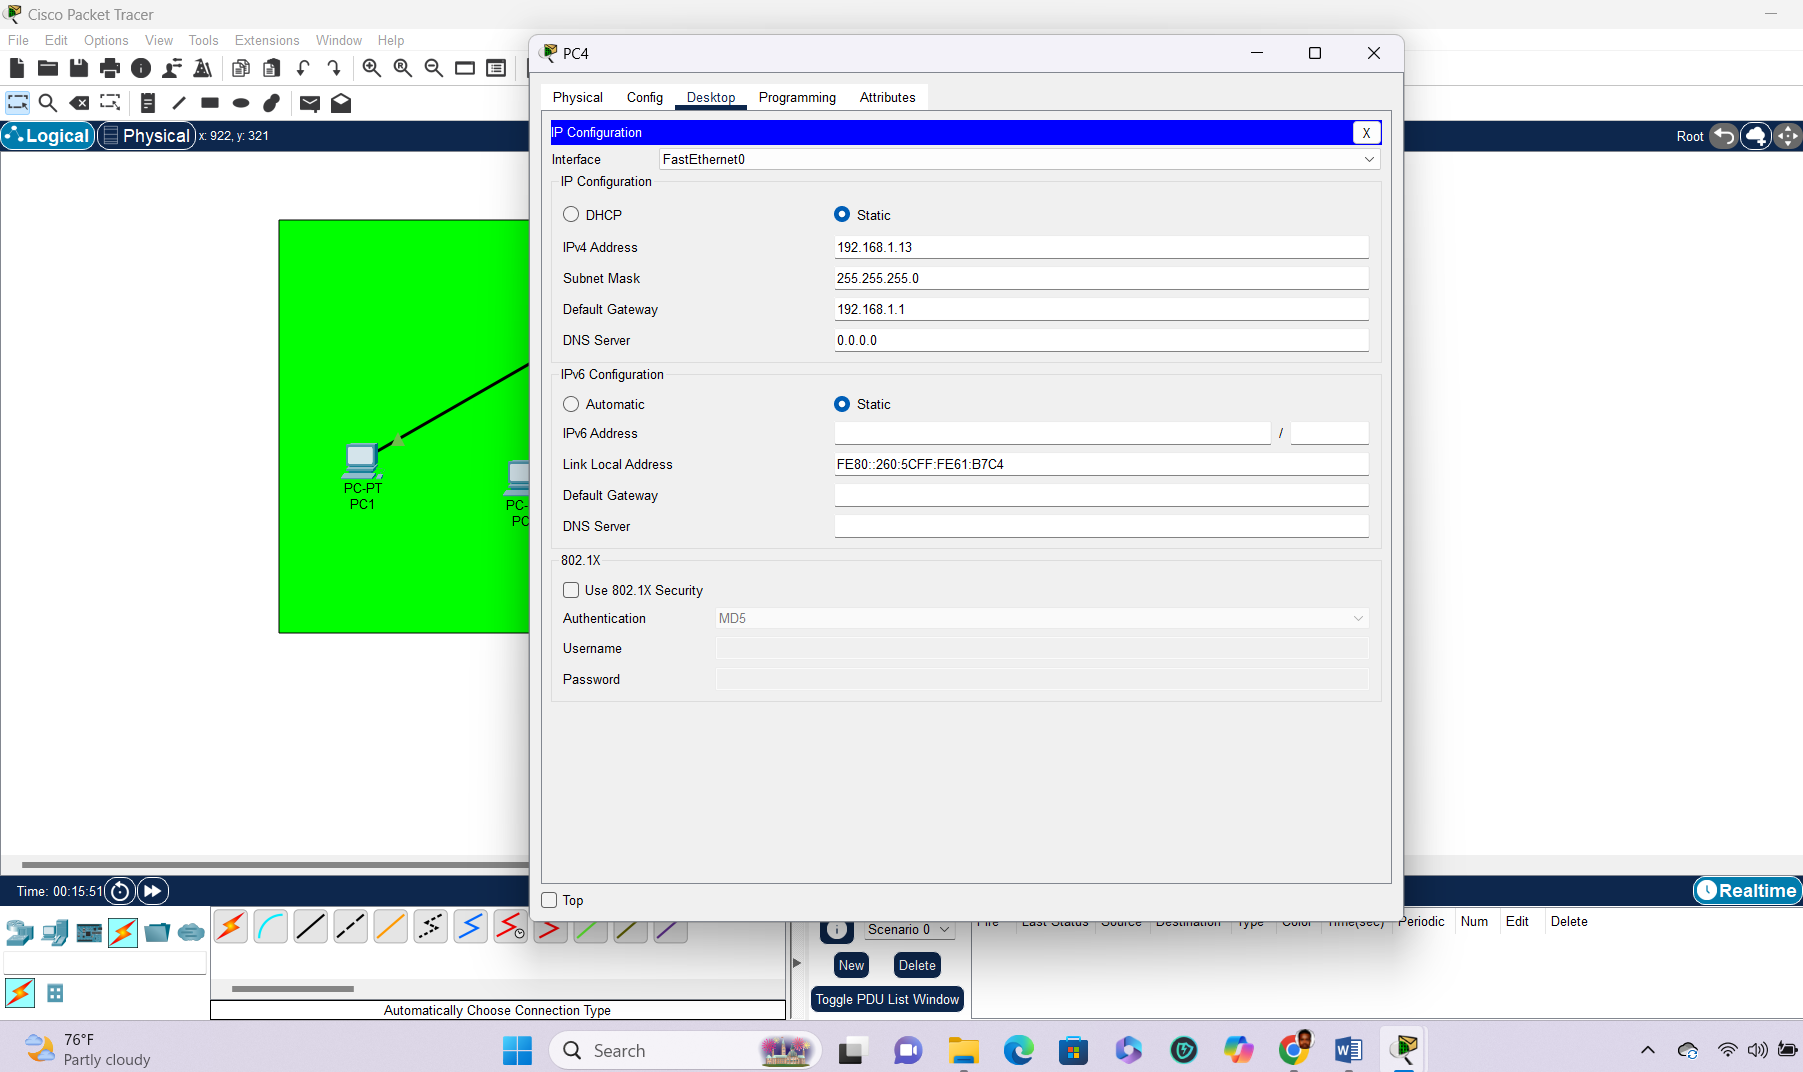 Cisco Packet Tracer
File Edit Options View Tools Extensions Window Help
PC4
Physical Config Desktop Programming Attributes
Logical Physical x: 922, y: 321
Root
IP Configuration X
Interface FastEthernet0
IP Configuration
DHCP Static
IPv4 Address 192.168.1.13
Subnet Mask 255.255.255.0
Default Gateway 192.168.1.1
DNS Server 0.0.0.0
IPv6 Configuration
Automatic Static
IPv6 Address /
Link Local Address FE80::260:5CFF:FE61:B7C4
Default Gateway
DNS Server
802.1X
Use 802.1X Security
Authentication MD5
Username
Password
Top
PC-PT
PC1
PC-
PC
Time: 00:15:51
Realtime
Scenario 0
Fire Last Status Source Destination Type Color Time(sec) Periodic Num Edit Delete
New Delete
Toggle PDU List Window
Automatically Choose Connection Type
76°F
Partly cloudy
Search